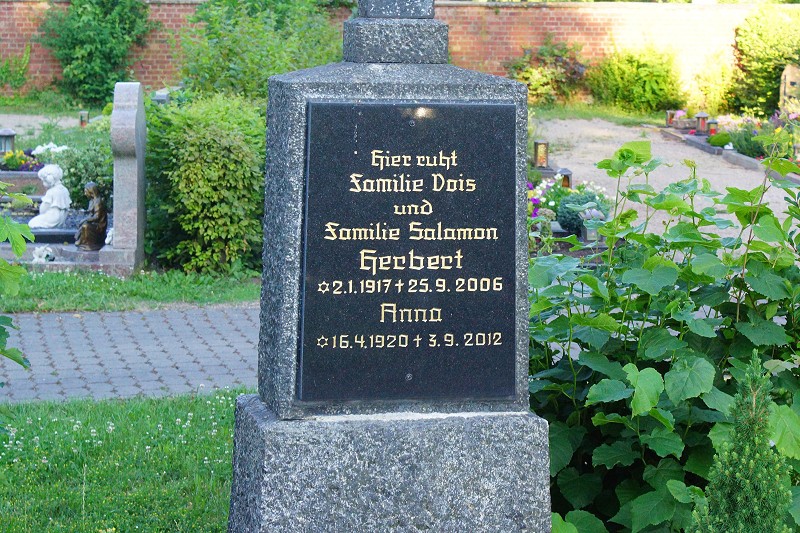 Hier ruht
Familie Dois
und
Familie Salamon
Herbert
✡2.1.1917 ✝ 25.9.2006
Anna
✡16.4.1920 ✝ 3.9.2012